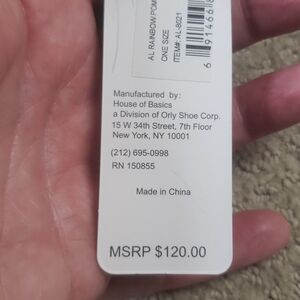 AL RAINBOW POM
ONE SIZE
ITEM#: AL-8021
6 91466
Manufactured by:
House of Basics
a Division of Orly Shoe Corp.
15 W 34th Street, 7th Floor
New York, NY 10001
(212) 695-0998
RN 150855
Made in China
MSRP $120.00